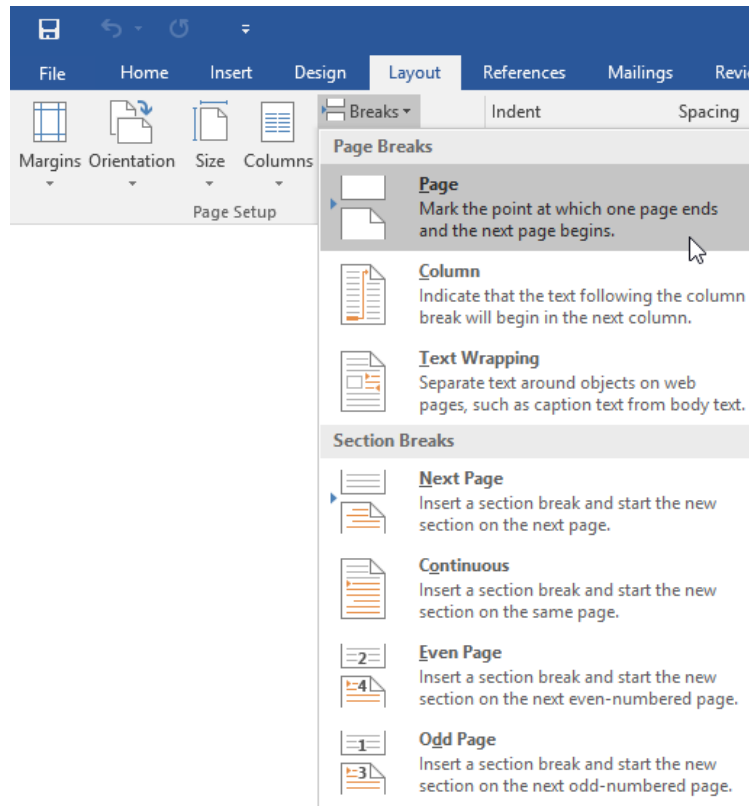 File Home Insert Design Layout References Mailings Revie
Breaks Indent Spacing
Margins Orientation Size Columns
Page Setup
Page Breaks
Page
Mark the point at which one page ends
and the next page begins.
Column
Indicate that the text following the column
break will begin in the next column.
Text Wrapping
Separate text around objects on web
pages, such as caption text from body text.
Section Breaks
Next Page
Insert a section break and start the new
section on the next page.
Continuous
Insert a section break and start the new
section on the same page.
2
4
Even Page
Insert a section break and start the new
section on the next even-numbered page.
1
3
Odd Page
Insert a section break and start the new
section on the next odd-numbered page.